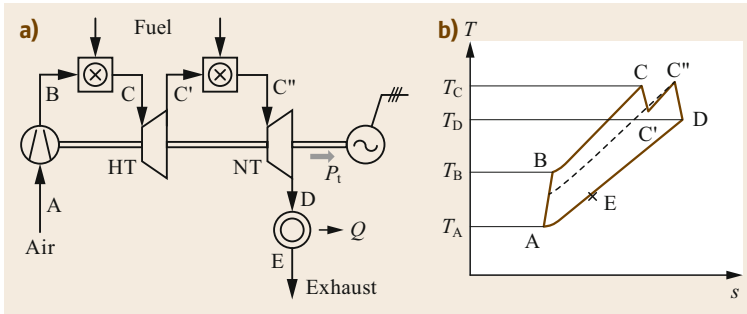 a)
Fuel
B
C
C'
C"
HT
NT
P_t
A
D
Q
Air
E
Exhaust
b)
T
C
C"
T_C
T_D
C'
D
B
T_B
E
T_A
A
s